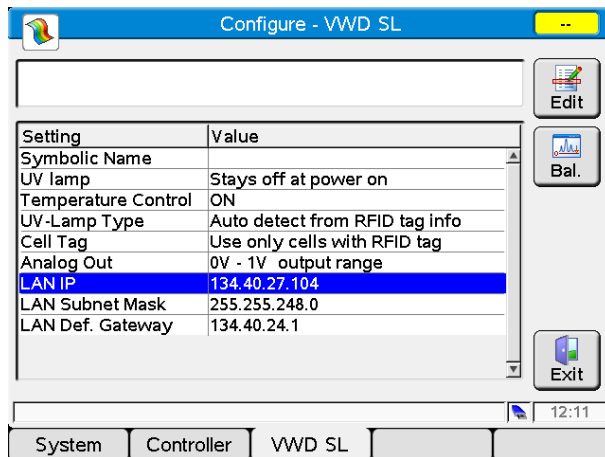 Configure - VWD SL
--
Edit
Setting Value
Symbolic Name
UV lamp Stays off at power on
Bal.
Temperature Control ON
UV-Lamp Type Auto detect from RFID tag info
Cell Tag Use only cells with RFID tag
Analog Out 0V - 1V output range
LAN IP 134.40.27.104
LAN Subnet Mask 255.255.248.0
LAN Def. Gateway 134.40.24.1
Exit
12:11
System Controller VWD SL